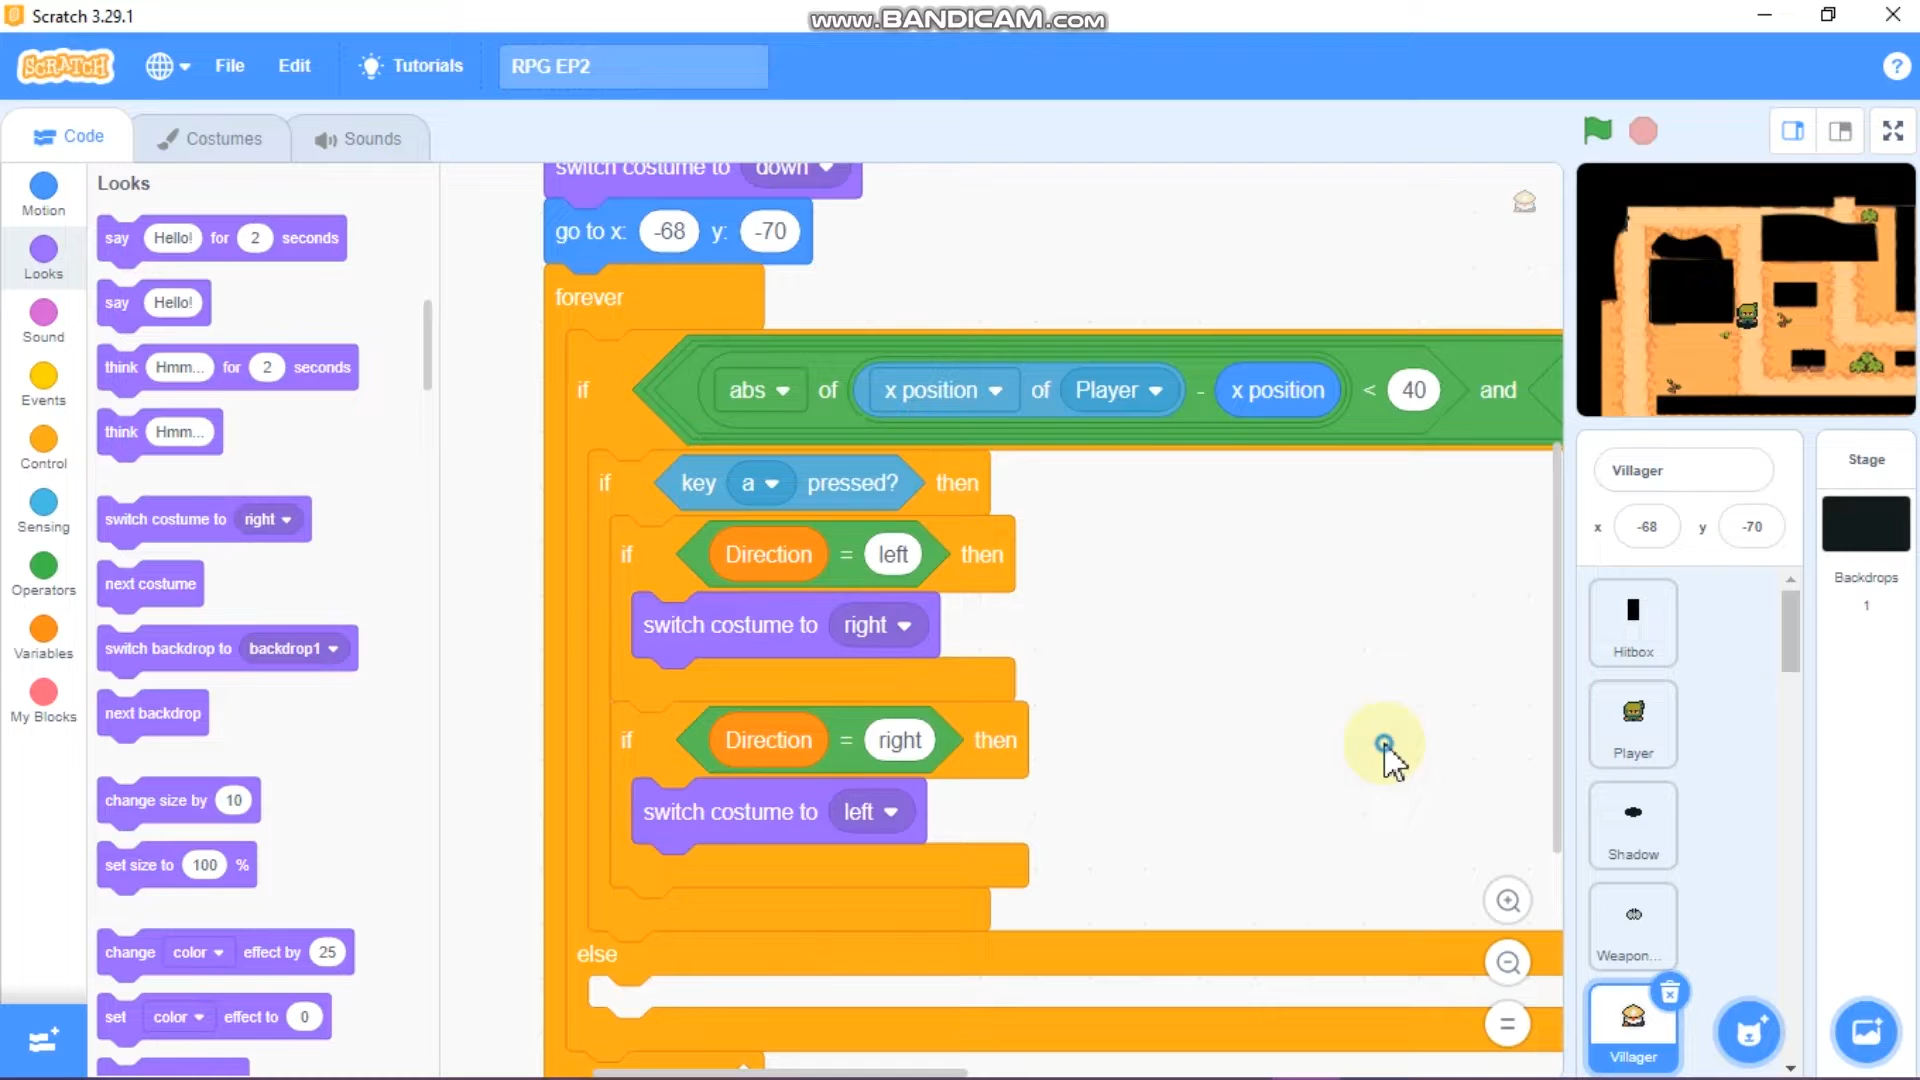 Scratch 3.29.1
www.BANDICAM.com
SCRATCH File Edit Tutorials RPG EP2 ?
Code Costumes Sounds
Motion
Looks
Sound
Events
Control
Sensing
Operators
Variables
My Blocks
Looks
say Hello! for 2 seconds
say Hello!
think Hmm... for 2 seconds
think Hmm...
switch costume to right
next costume
switch backdrop to backdrop1
next backdrop
change size by 10
set size to 100 %
change color effect by 25
set color effect to 0
switch costume to down
go to x: -68 y: -70
forever
if abs of x position of Player - x position < 40 and
if key a pressed? then
if Direction = left then
switch costume to right
if Direction = right then
switch costume to left
else
Villager
x -68 y -70
Hitbox
Player
Shadow
Weapon...
Villager
Stage
Backdrops
1